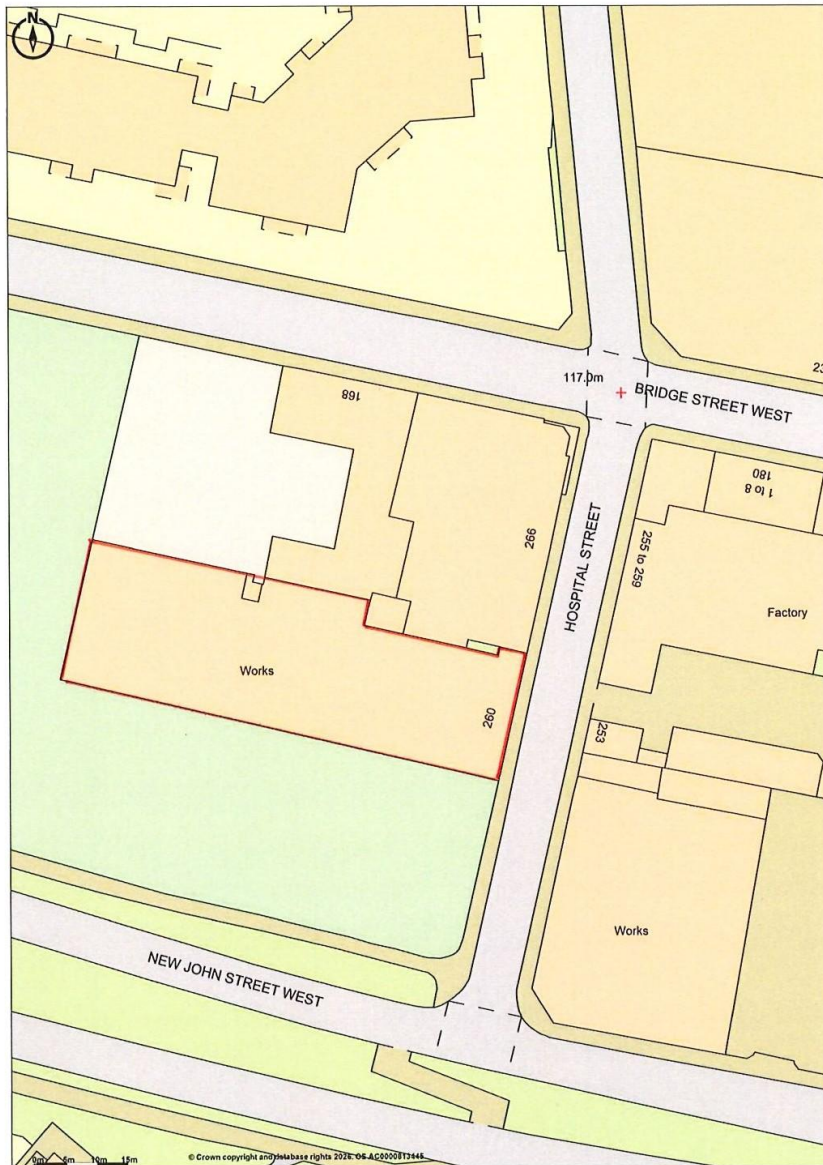 N
168
117.0m
BRIDGE STREET WEST
1 to 8
180
266
HOSPITAL STREET
255 to 259
Factory
Works
260
253
Works
NEW JOHN STREET WEST
0m 5m 10m 15m
© Crown copyright and database rights 2026. OS AC0000813445